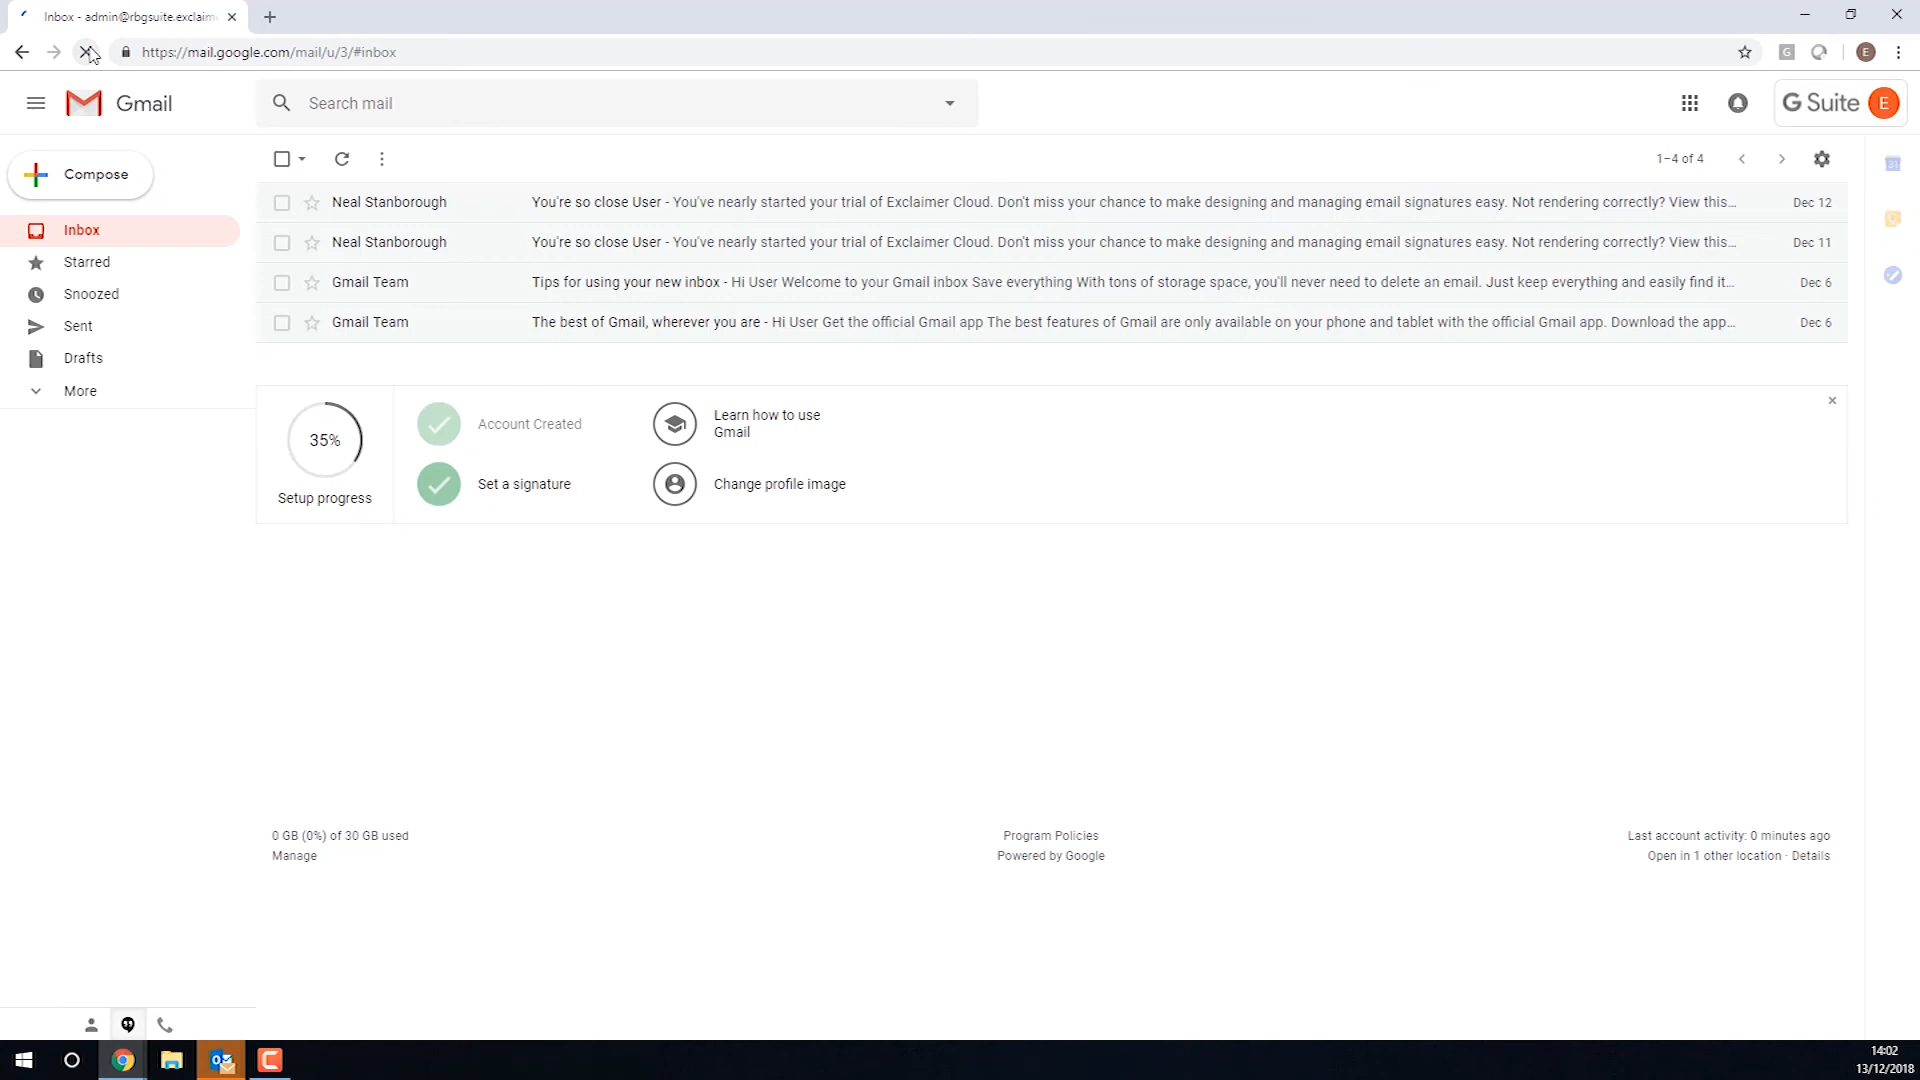 Inbox - admin@rbgsuite.exclaim
https://mail.google.com/mail/u/3/#inbox
Gmail
Search mail
G Suite E
Compose
1–4 of 4
Inbox
Starred
Snoozed
Sent
Drafts
More
Neal Stanborough You're so close User - You've nearly started your trial of Exclaimer Cloud. Don't miss your chance to make designing and managing email signatures easy. Not rendering correctly? View this... Dec 12
Neal Stanborough You're so close User - You've nearly started your trial of Exclaimer Cloud. Don't miss your chance to make designing and managing email signatures easy. Not rendering correctly? View this... Dec 11
Gmail Team Tips for using your new inbox - Hi User Welcome to your Gmail inbox Save everything With tons of storage space, you'll never need to delete an email. Just keep everything and easily find it... Dec 6
Gmail Team The best of Gmail, wherever you are - Hi User Get the official Gmail app The best features of Gmail are only available on your phone and tablet with the official Gmail app. Download the app... Dec 6
35%
Setup progress
Account Created
Set a signature
Learn how to use
Gmail
Change profile image
0 GB (0%) of 30 GB used
Manage
Program Policies
Powered by Google
Last account activity: 0 minutes ago
Open in 1 other location · Details
14:02
13/12/2018